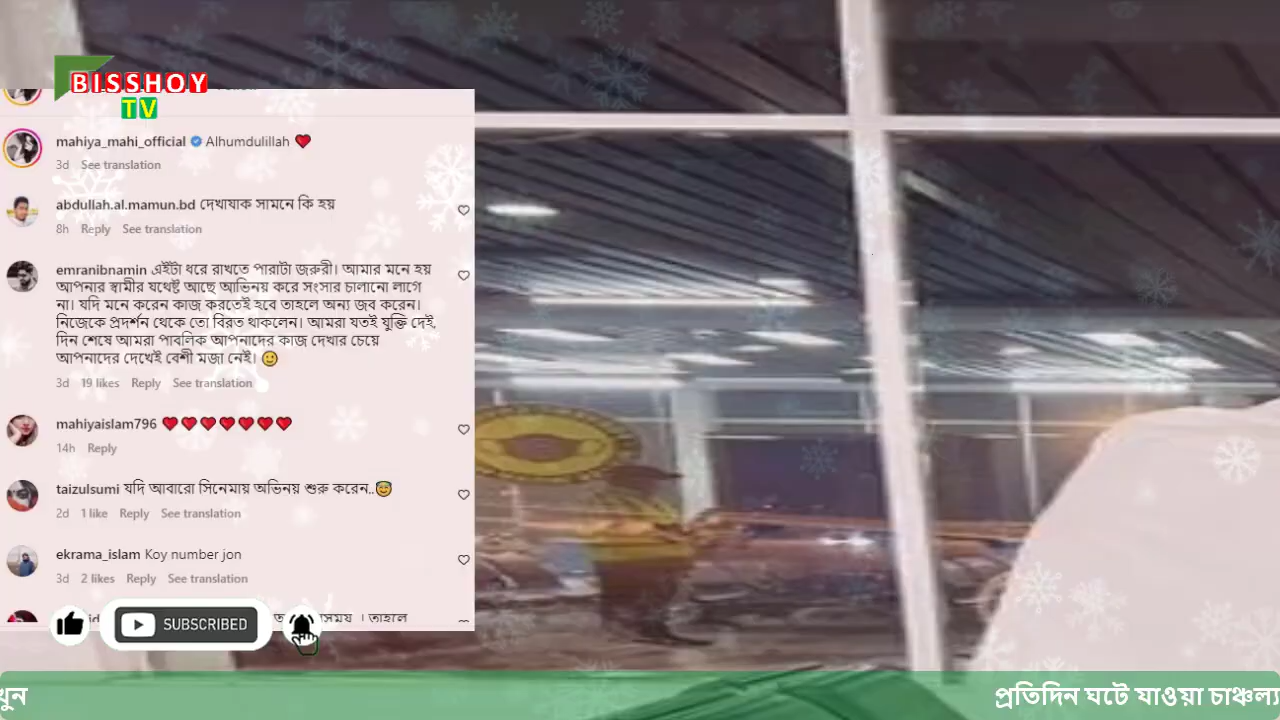 BISSHOY
TV
mahiya_mahi_official Alhumdulillah ❤️
3d See translation
abdullah.al.mamun.bd দেখাযাক সামনে কি হয়
8h Reply See translation
emranibnamin এইটা ধরে রাখতে পারাটা জরুরী। আমার মনে হয়
আপনার স্বামীর যথেষ্ট আছে আভিনয় করে সংসার চালানো লাগে
না। যদি মনে করেন কাজ করতেই হবে তাহলে অন্য জব করেন।
নিজেকে প্রদর্শন থেকে তো বিরত থাকলেন। আমরা যতই যুক্তি দেই,
দিন শেষে আমরা পাবলিক আপনাদের কাজ দেখার চেয়ে
আপনাদের দেখেই বেশী মজা নেই। 🙂
3d 19 likes Reply See translation
mahiyaislam796 ❤️❤️❤️❤️❤️❤️❤️
14h Reply
taizulsumi যদি আবারো সিনেমায় অভিনয় শুরু করেন..😇
2d 1 like Reply See translation
ekrama_islam Koy number jon
3d 2 likes Reply See translation
তাহলে
SUBSCRIBED
প্রতিদিন ঘটে যাওয়া চাঞ্চল্য